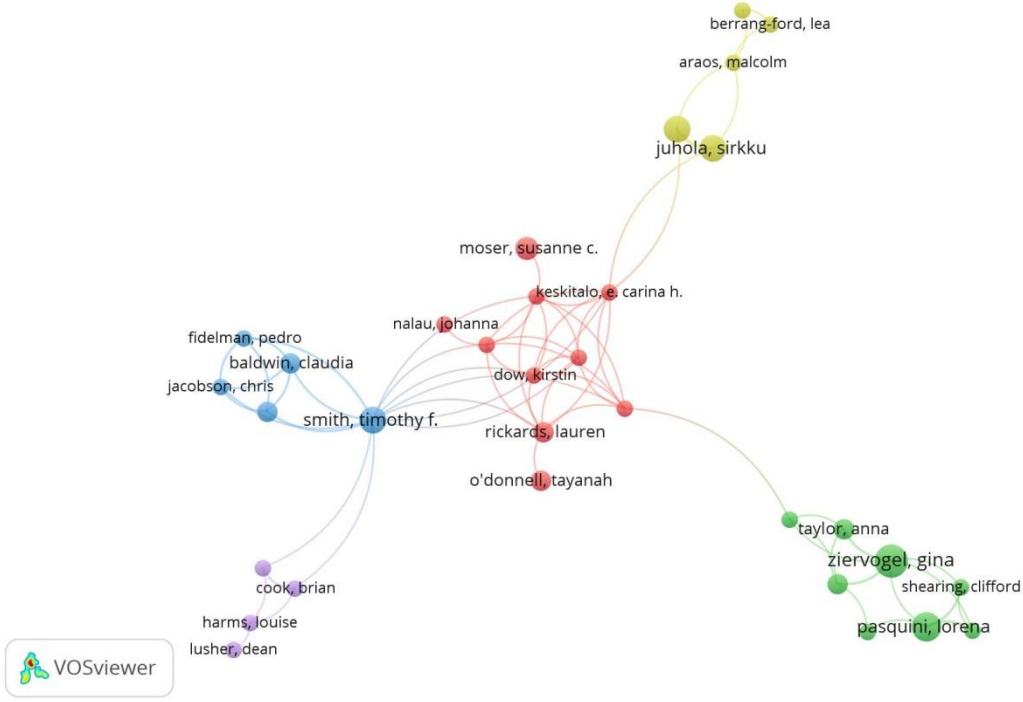 berrang-ford, lea
araos, malcolm
juhola, sirkku
moser, susanne c.
keskitalo, e. carina h.
nalau, johanna
fidelman, pedro
baldwin, claudia
dow, kirstin
jacobson, chris
smith, timothy f.
rickards, lauren
o'donnell, tayanah
taylor, anna
ziervogel, gina
cook, brian
shearing, clifford
harms, louise
pasquini, lorena
lusher, dean
VOSviewer